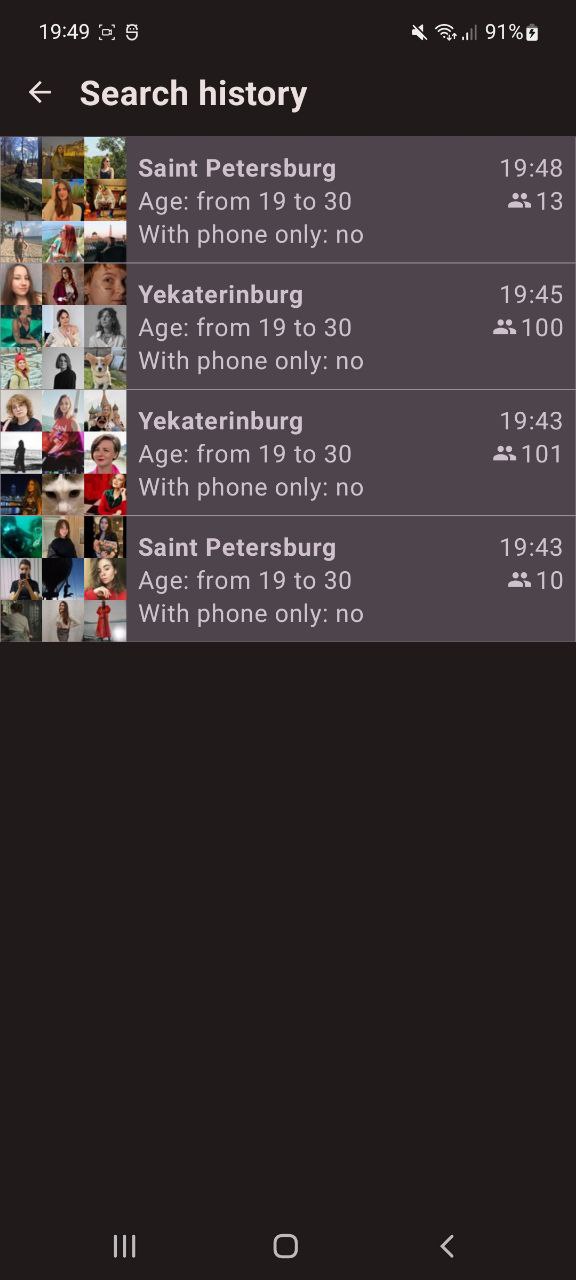 19:49 91%
Search history
Saint Petersburg 19:48
Age: from 19 to 30 13
With phone only: no
Yekaterinburg 19:45
Age: from 19 to 30 100
With phone only: no
Yekaterinburg 19:43
Age: from 19 to 30 101
With phone only: no
Saint Petersburg 19:43
Age: from 19 to 30 10
With phone only: no